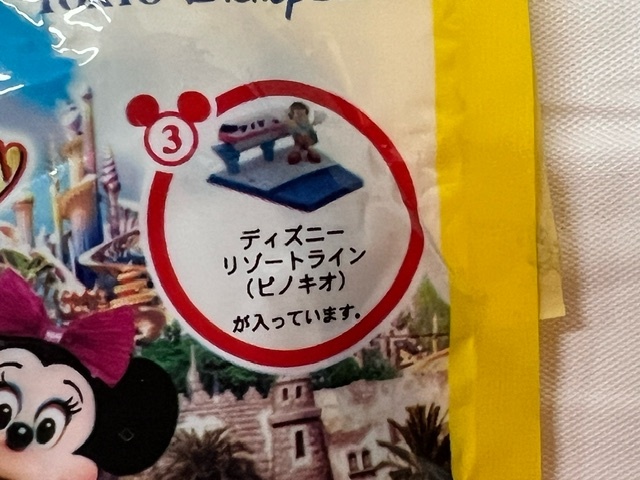 3
ディズニー
リゾートライン
(ピノキオ)
が入っています。